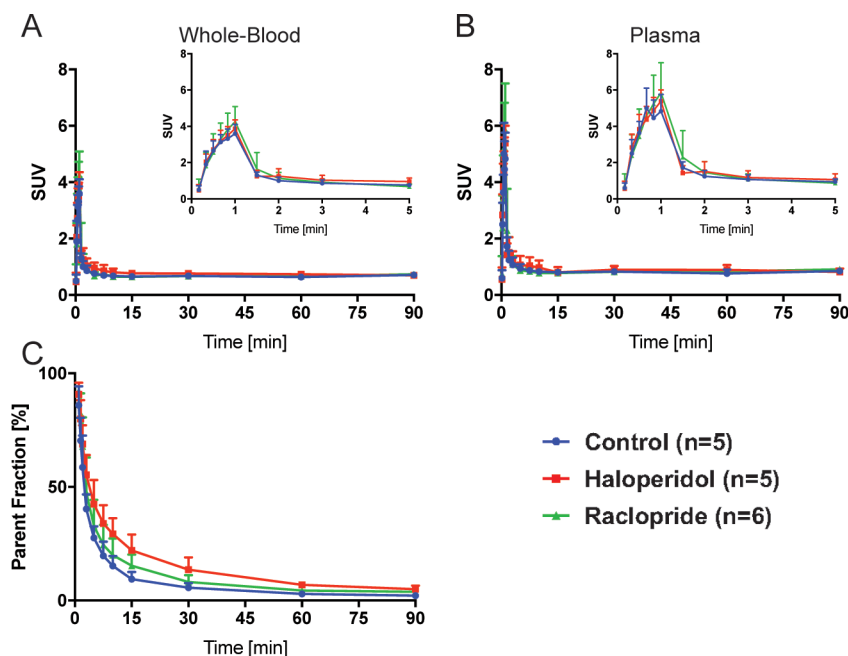 A
Whole-Blood
SUV
8
6
4
2
0
0 15 30 45 60 75 90
Time [min]
SUV
8
6
4
2
0
0 1 2 3 4 5
Time [min]
B
Plasma
SUV
8
6
4
2
0
0 15 30 45 60 75 90
Time [min]
SUV
8
6
4
2
0
0 1 2 3 4 5
Time [min]
C
Parent Fraction [%]
100
50
0
0 15 30 45 60 75 90
Time [min]
Control (n=5)
Haloperidol (n=5)
Raclopride (n=6)